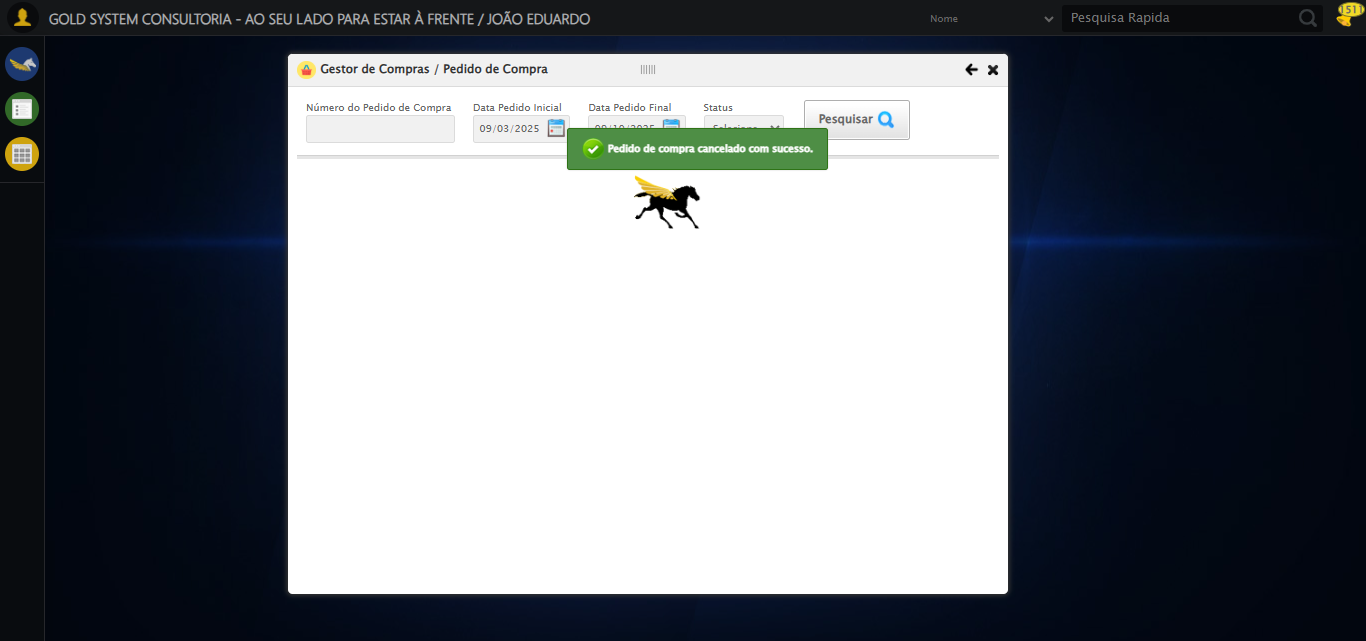 GOLD SYSTEM CONSULTORIA - AO SEU LADO PARA ESTAR À FRENTE / JOÃO EDUARDO
Nome
Pesquisa Rapida
151
Gestor de Compras / Pedido de Compra
Número do Pedido de Compra
Data Pedido Inicial
Data Pedido Final
Status
09/03/2025
Pesquisar
Pedido de compra cancelado com sucesso.